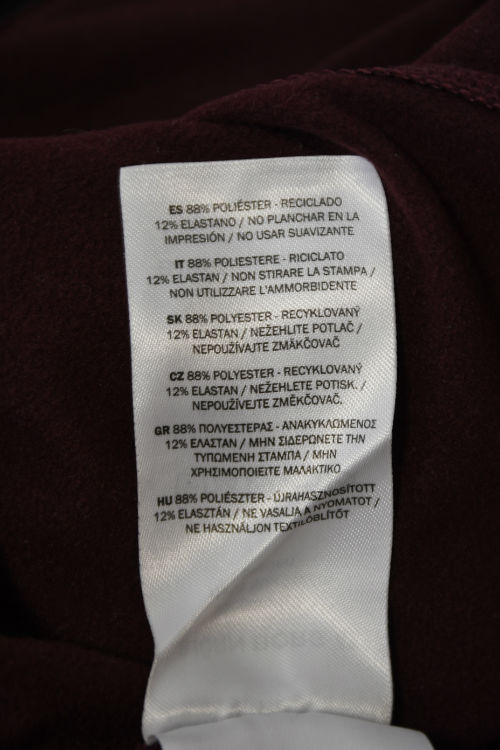 ES 88% POLIÉSTER - RECICLADO
12% ELASTANO / NO PLANCHAR EN LA
IMPRESIÓN / NO USAR SUAVIZANTE
IT 88% POLIESTERE - RICICLATO
12% ELASTAN / NON STIRARE LA STAMPA /
NON UTILIZZARE L'AMMORBIDENTE
SK 88% POLYESTER - RECYKLOVANÝ
12% ELASTAN / NEŽEHLITE POTLAČ /
NEPOUŽÍVAJTE ZMÄKČOVAČ
CZ 88% POLYESTER - RECYKLOVANÝ
12% ELASTAN / NEŽEHLETE POTISK. /
NEPOUŽÍVEJTE ZMĚKČOVAČ.
GR 88% ΠΟΛΥΕΣΤΕΡΑΣ - ΑΝΑΚΥΚΛΩΜΕΝΟΣ
12% ΕΛΑΣΤΑΝ / ΜΗΝ ΣΙΔΕΡΩΝΕΤΕ ΤΗΝ
ΤΥΠΩΜΕΝΗ ΣΤΑΜΠΑ / ΜΗΝ
ΧΡΗΣΙΜΟΠΟΙΕΙΤΕ ΜΑΛΑΚΤΙΚΟ
HU 88% POLIÉSZTER - ÚJRAHASZNOSÍTOTT
12% ELASZTÁN / NE VASALJA A NYOMATOT /
NE HASZNÁLJON TEXTILÖBLÍTŐT